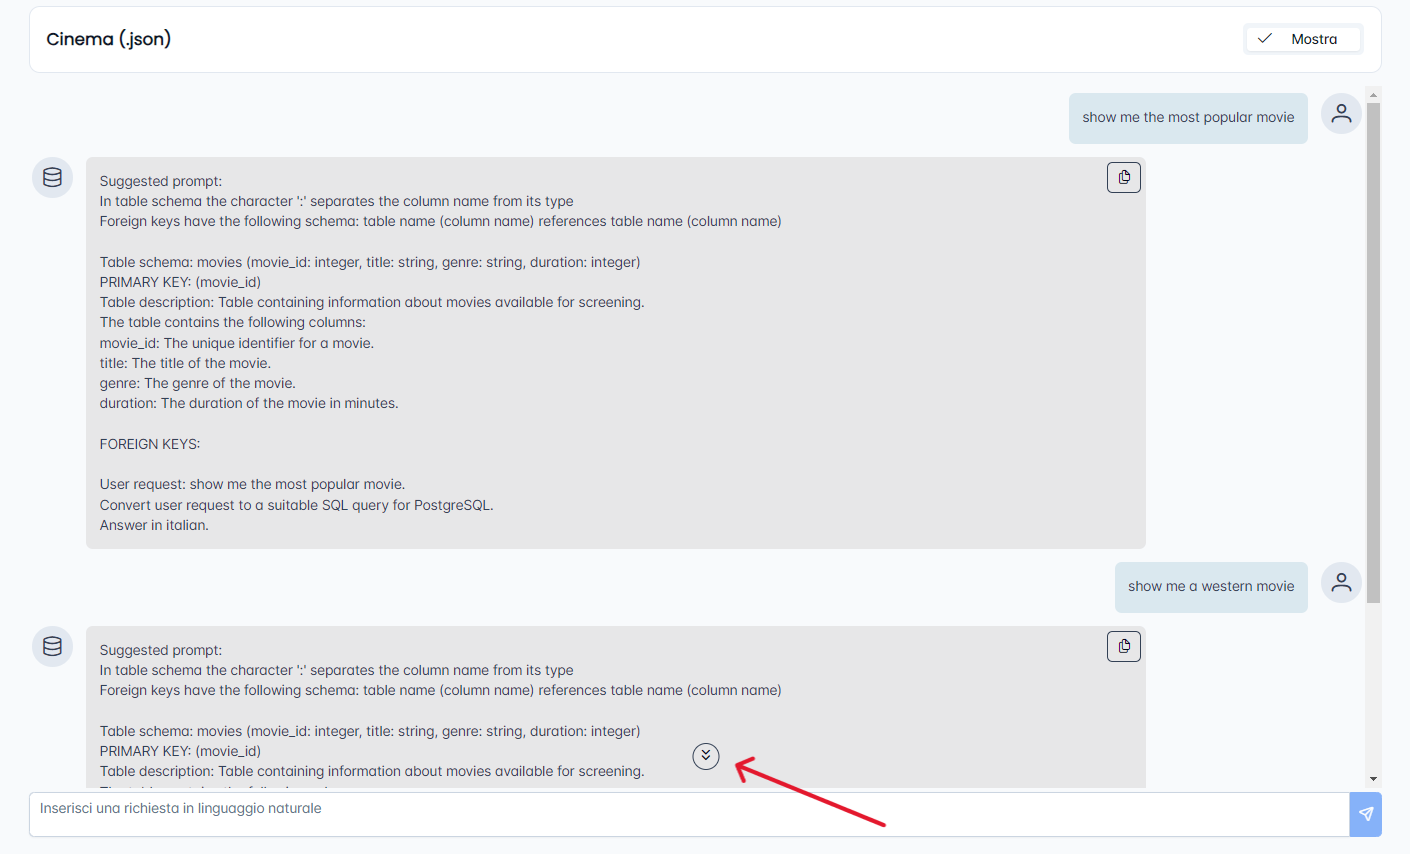 Cinema (.json)
Mostra
show me the most popular movie
Suggested prompt:
In table schema the character ':' separates the column name from its type
Foreign keys have the following schema: table name (column name) references table name (column name)
Table schema: movies (movie_id: integer, title: string, genre: string, duration: integer)
PRIMARY KEY: (movie_id)
Table description: Table containing information about movies available for screening.
The table contains the following columns:
movie_id: The unique identifier for a movie.
title: The title of the movie.
genre: The genre of the movie.
duration: The duration of the movie in minutes.
FOREIGN KEYS:
User request: show me the most popular movie.
Convert user request to a suitable SQL query for PostgreSQL.
Answer in italian.
show me a western movie
Suggested prompt:
In table schema the character ':' separates the column name from its type
Foreign keys have the following schema: table name (column name) references table name (column name)
Table schema: movies (movie_id: integer, title: string, genre: string, duration: integer)
PRIMARY KEY: (movie_id)
Table description: Table containing information about movies available for screening.
Inserisci una richiesta in linguaggio naturale